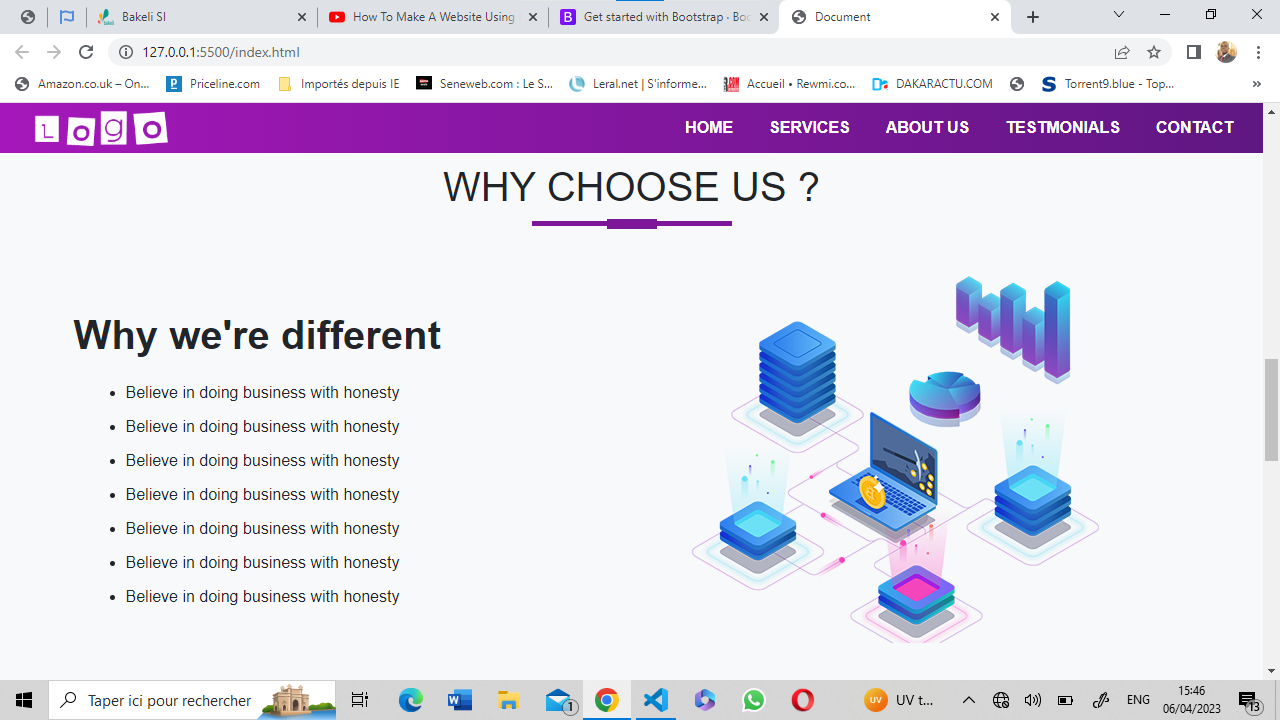 Bakeli SI
How To Make A Website Using
Get started with Bootstrap · Boo
Document
127.0.0.1:5500/index.html
Amazon.co.uk – On...
Priceline.com
Importés depuis IE
Seneweb.com : Le S...
Leral.net | S'informe...
Accueil • Rewmi.co...
DAKARACTU.COM
Torrent9.blue - Top...
»
LOGO
HOME
SERVICES
ABOUT US
TESTMONIALS
CONTACT
WHY CHOOSE US ?
Why we're different
Believe in doing business with honesty
Believe in doing business with honesty
Believe in doing business with honesty
Believe in doing business with honesty
Believe in doing business with honesty
Believe in doing business with honesty
Believe in doing business with honesty
Taper ici pour rechercher
1
UV
UV t...
ENG
15:46
06/04/2023
13